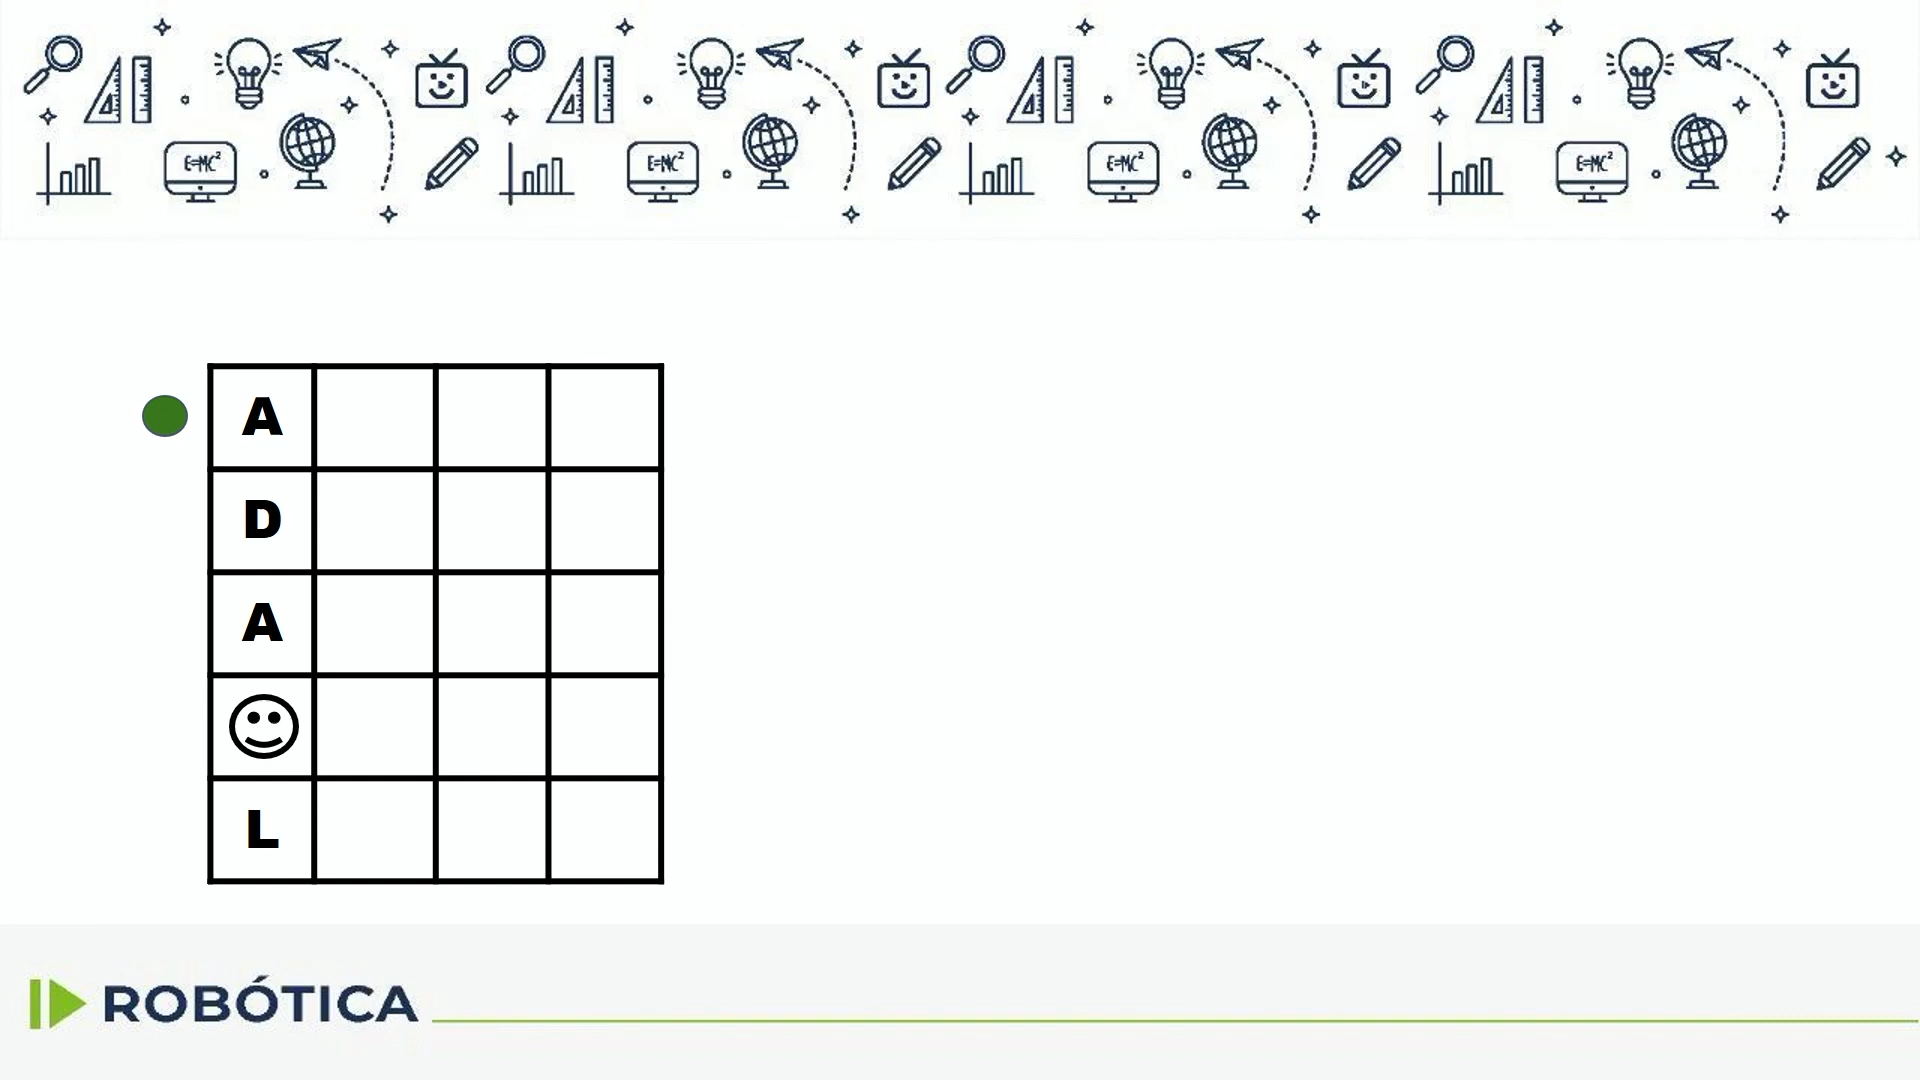 E=MC² E=MC² E=MC² E=MC²
A
D
A
L
ROBÓTICA